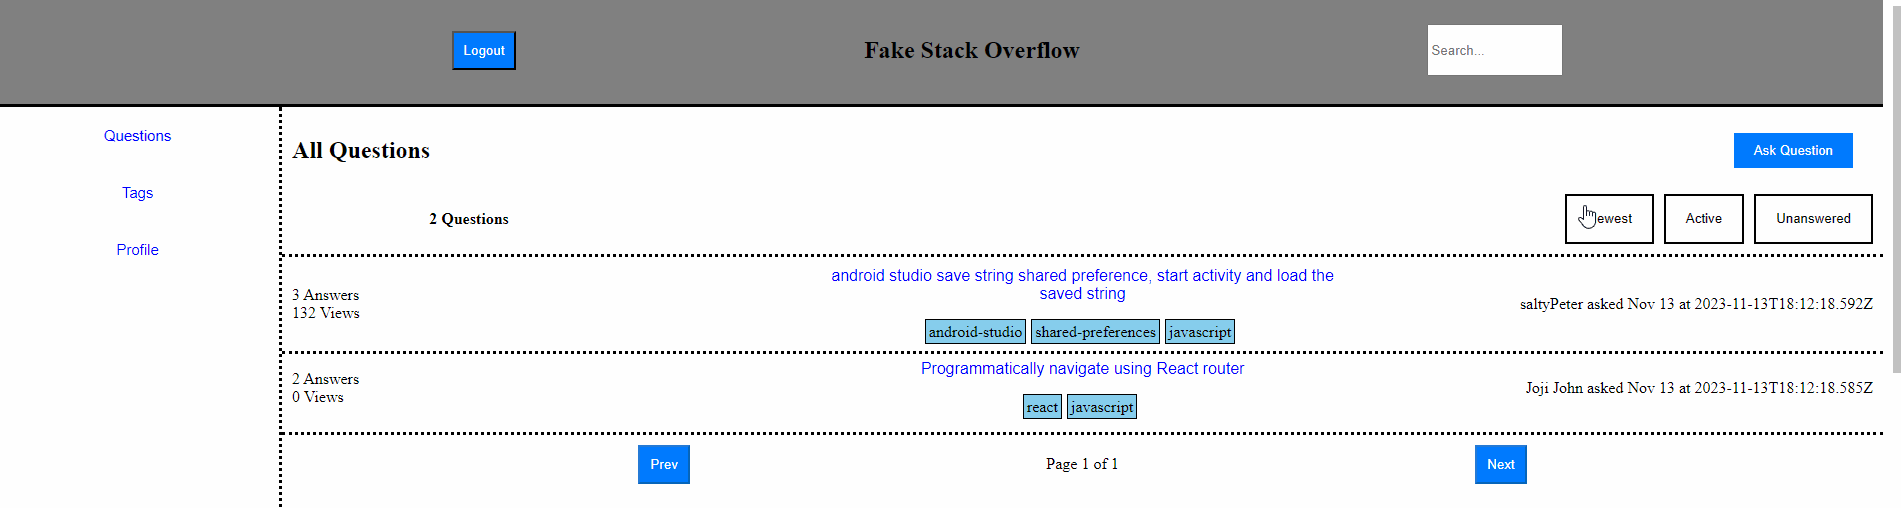 Logout
Fake Stack Overflow
Search...
Questions
Tags
Profile
All Questions
Ask Question
2 Questions
ewest
Active
Unanswered
3 Answers
132 Views
android studio save string shared preference, start activity and load the
saved string
android-studio shared-preferences javascript
saltyPeter asked Nov 13 at 2023-11-13T18:12:18.592Z
2 Answers
0 Views
Programmatically navigate using React router
react javascript
Joji John asked Nov 13 at 2023-11-13T18:12:18.585Z
Prev
Page 1 of 1
Next